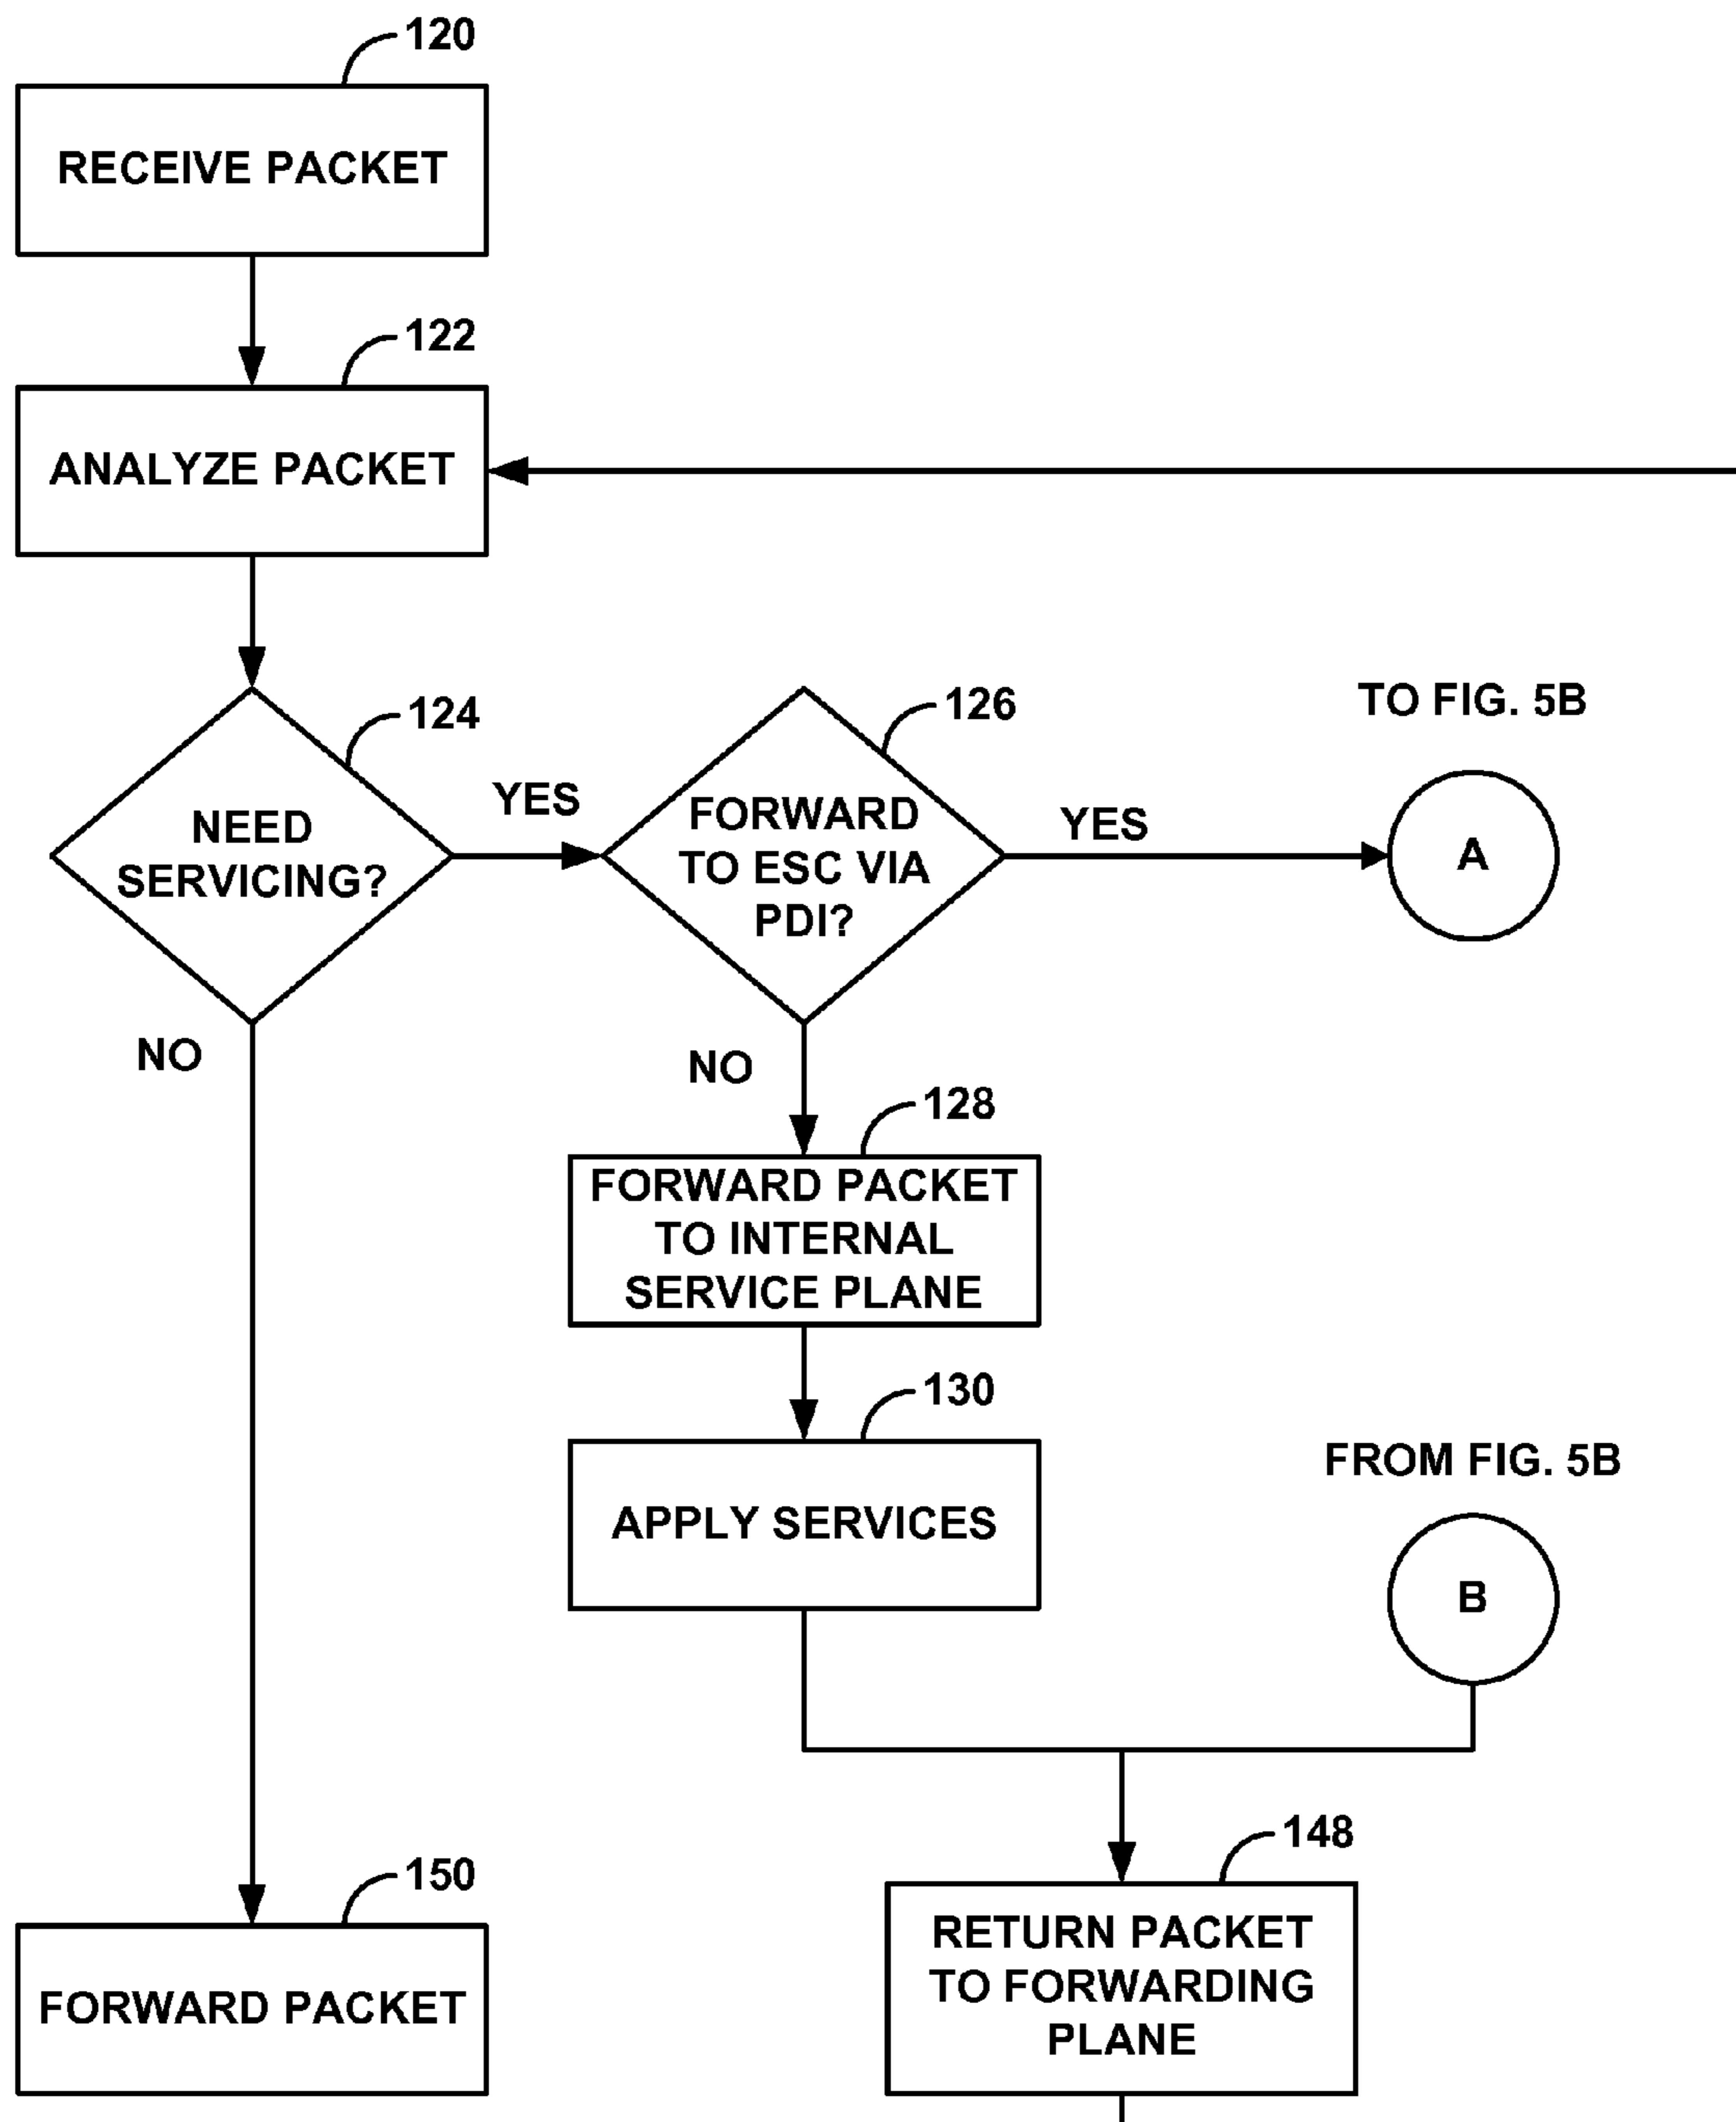 120
RECEIVE PACKET
122
ANALYZE PACKET
124
NEED
SERVICING?
YES
NO
126
FORWARD
TO ESC VIA
PDI?
YES
NO
TO FIG. 5B
A
128
FORWARD PACKET
TO INTERNAL
SERVICE PLANE
130
APPLY SERVICES
FROM FIG. 5B
B
148
RETURN PACKET
TO FORWARDING
PLANE
150
FORWARD PACKET